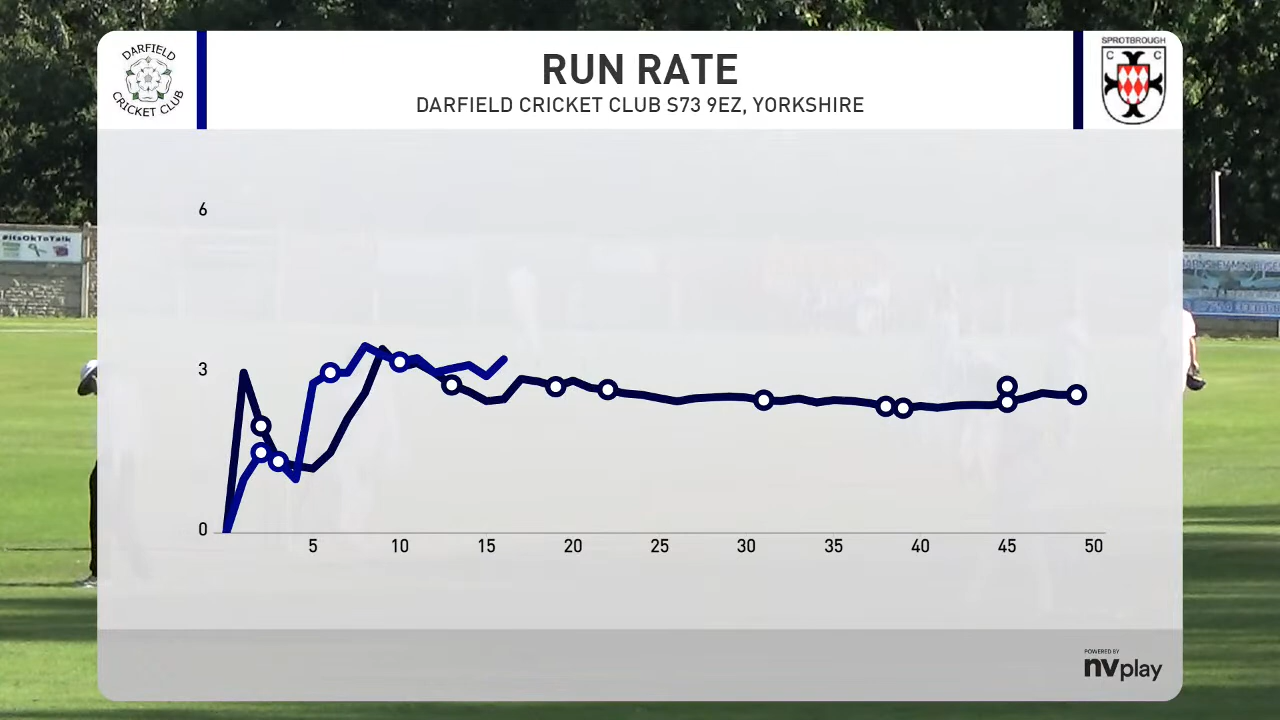 DARFIELD
CRICKET CLUB
RUN RATE
DARFIELD CRICKET CLUB S73 9EZ, YORKSHIRE
SPROTBROUGH
C C
#ItsOkToTalk
6
3
0
5 10 15 20 25 30 35 40 45 50
POWERED BY
nvplay